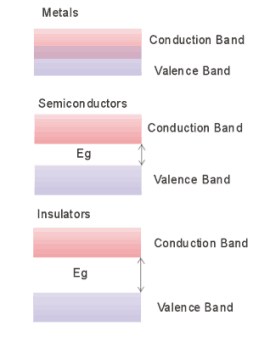 Metals
Conduction Band
Valence Band
Semiconductors
Conduction Band
Eg
Valence Band
Insulators
Conduction Band
Eg
Valence Band